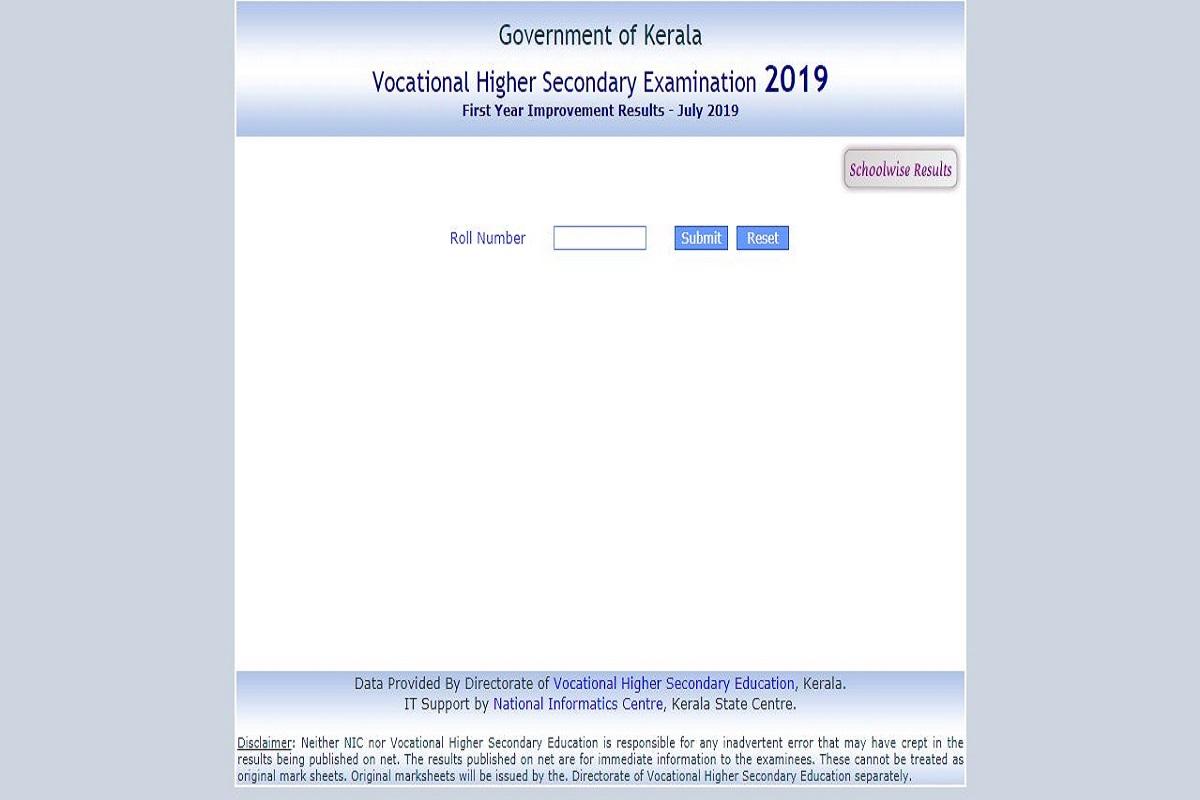 Government of Kerala
Vocational Higher Secondary Examination 2019
First Year Improvement Results - July 2019
Schoolwise Results
Roll Number Submit Reset
Data Provided By Directorate of Vocational Higher Secondary Education, Kerala.
IT Support by National Informatics Centre, Kerala State Centre.
Disclaimer: Neither NIC nor Vocational Higher Secondary Education is responsible for any inadvertent error that may have crept in the
results being published on net. The results published on net are for immediate information to the examinees. These cannot be treated as
original mark sheets. Original marksheets will be issued by the. Directorate of Vocational Higher Secondary Education separately.